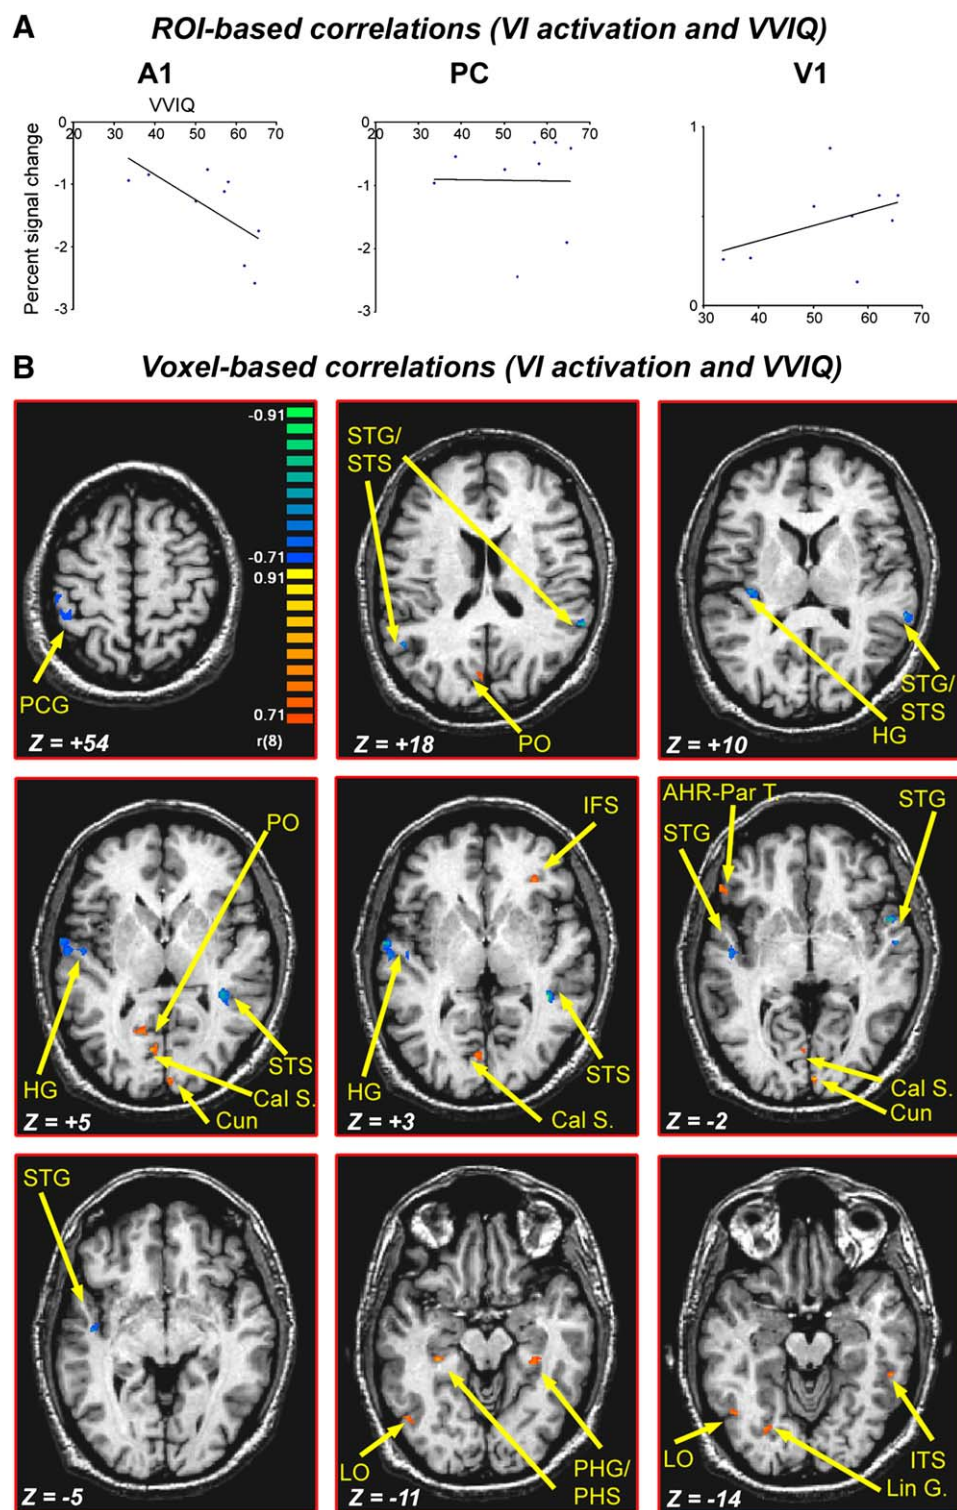 A ROI-based correlations (VI activation and VVIQ)
A1 PC V1
VVIQ
20 30 40 50 60 70
0
-1
-2
-3
Percent signal change
20 30 40 50 60 70
0
-1
-2
-3
1
0
30 40 50 60 70
B Voxel-based correlations (VI activation and VVIQ)
-0.91
-0.71
0.91
0.71
r(8)
PCG
Z = +54
STG/
STS
PO
Z = +18
STG/
STS
HG
Z = +10
PO
HG
STS
Cal S.
Cun
Z = +5
IFS
HG
STS
Cal S.
Z = +3
AHR-Par T.
STG
STG
Cal S.
Cun
Z = -2
STG
Z = -5
LO
PHG/
PHS
Z = -11
LO
ITS
Lin G.
Z = -14